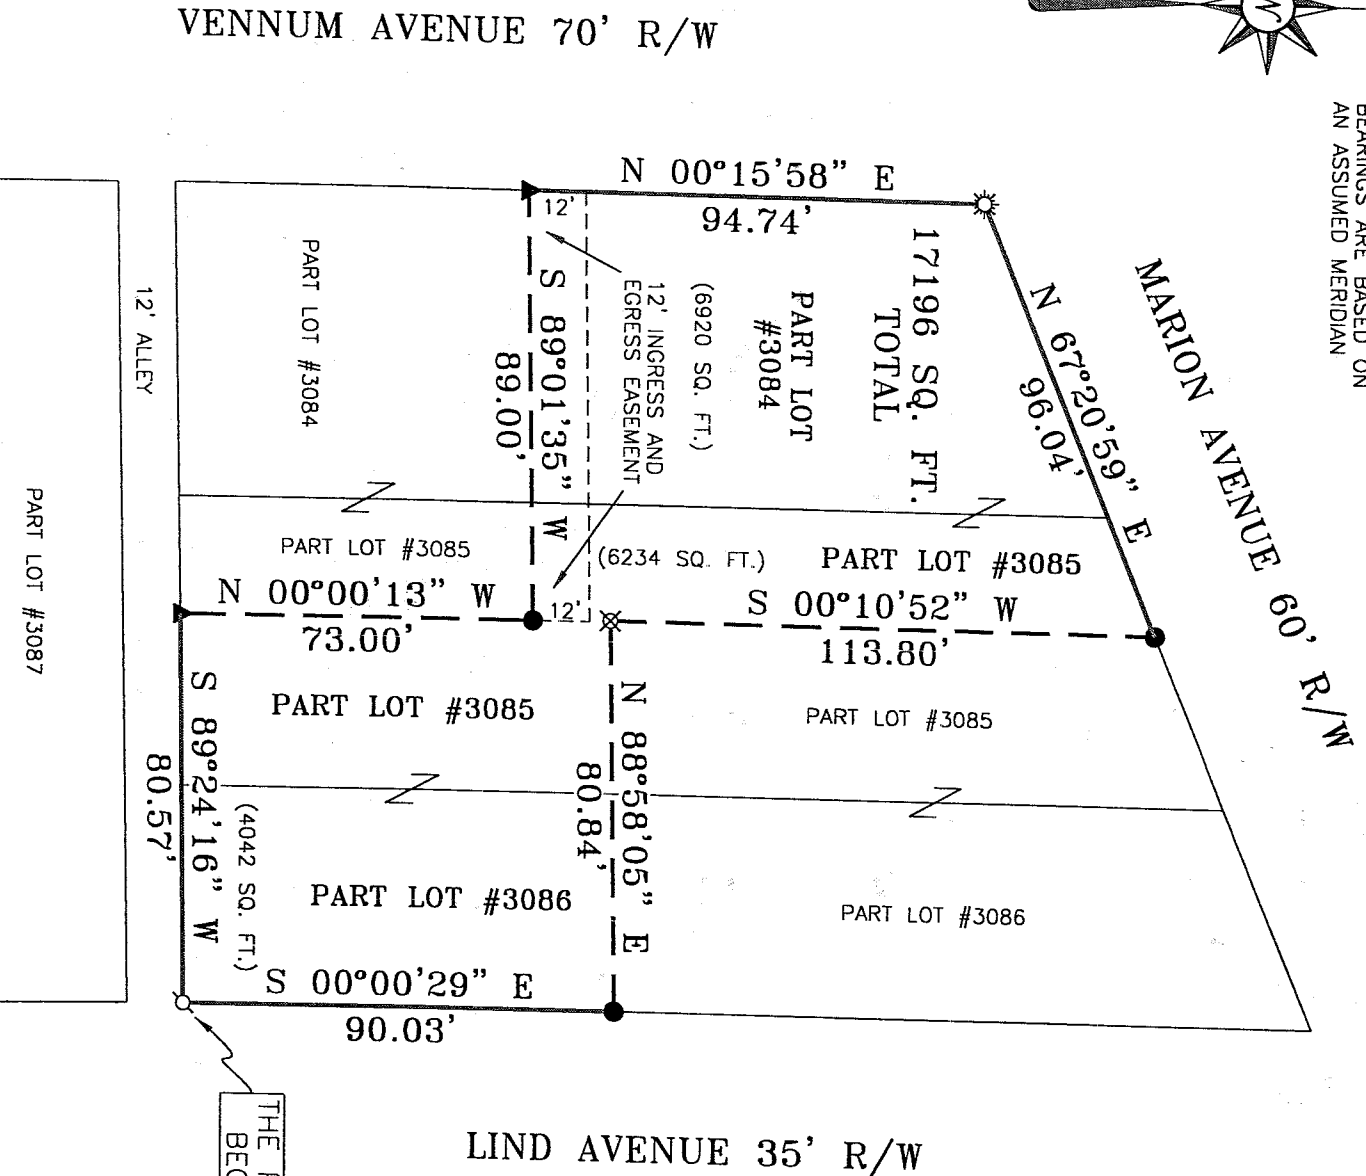 VENNUM AVENUE 70' R/W
N
BEARINGS ARE BASED ON
AN ASSUMED MERIDIAN
N 00°15'58" E
94.74'
12'
S 89°01'35" W
89.00'
12' INGRESS AND
EGRESS EASEMENT
(6920 SQ. FT.)
PART LOT
#3084
17196 SQ. FT.
TOTAL
N 67°20'59" E
96.04'
MARION AVENUE 60' R/W
PART LOT #3084
12' ALLEY
PART LOT #3087
PART LOT #3085
(6234 SQ. FT.)
PART LOT #3085
N 00°00'13" W
73.00'
12'
S 00°10'52" W
113.80'
S 89°24'16" W
80.57'
PART LOT #3085
N 88°58'05" E
80.84'
PART LOT #3085
(4042 SQ. FT.)
PART LOT #3086
PART LOT #3086
S 00°00'29" E
90.03'
THE
LIND AVENUE 35' R/W